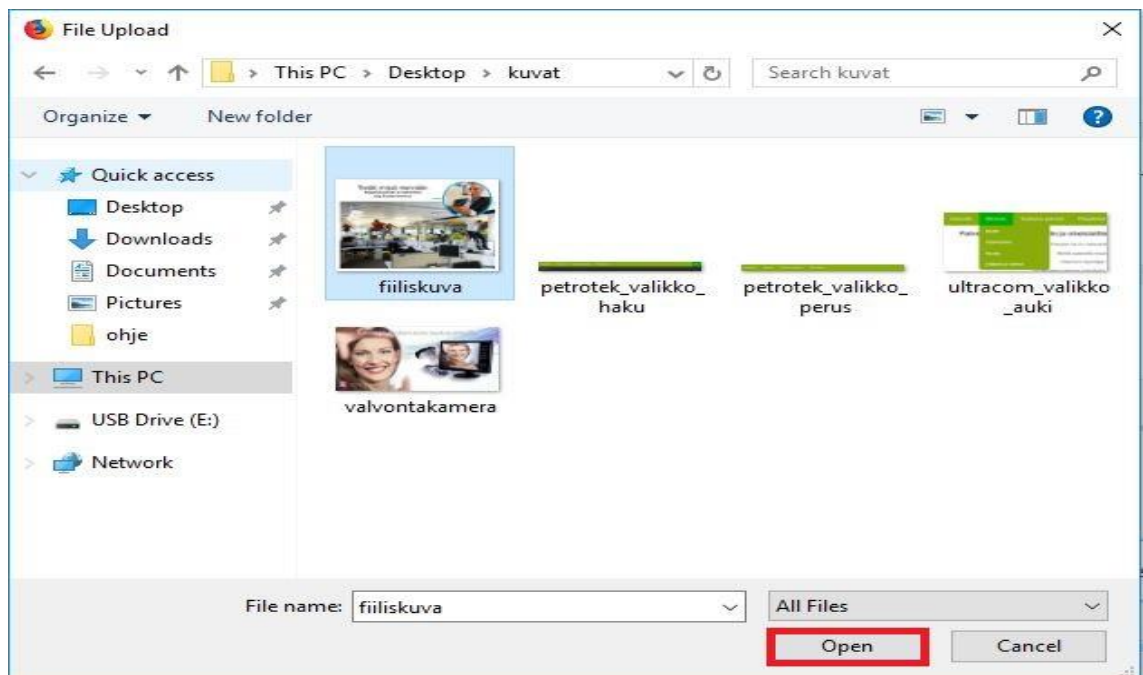 File Upload
This PC > Desktop > kuvat
Search kuvat
Organize
New folder
Quick access
Desktop
Downloads
Documents
Pictures
ohje
This PC
USB Drive (E:)
Network
fiiliskuva
petrotek_valikko_
haku
petrotek_valikko_
perus
ultracom_valikko
_auki
valvontakamera
File name: fiiliskuva
All Files
Open
Cancel